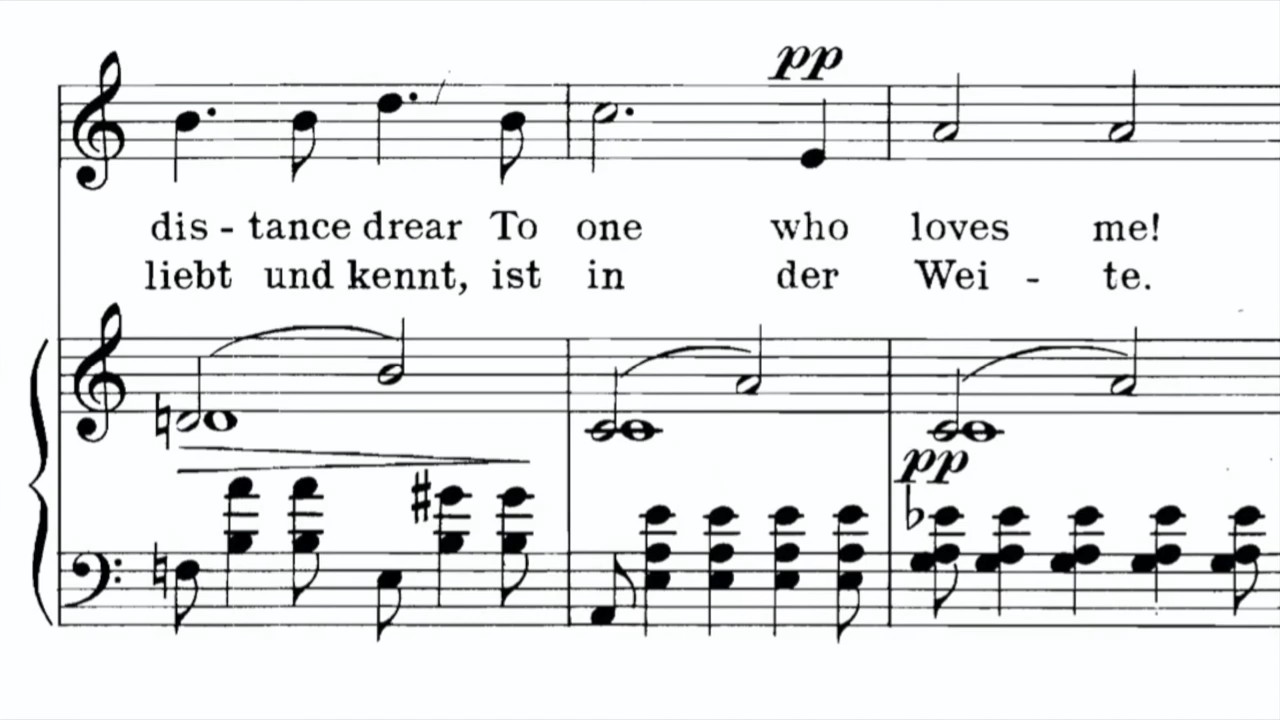 pp
dis - tance drear To one who loves me!
liebt und kennt, ist in der Wei - te.
pp